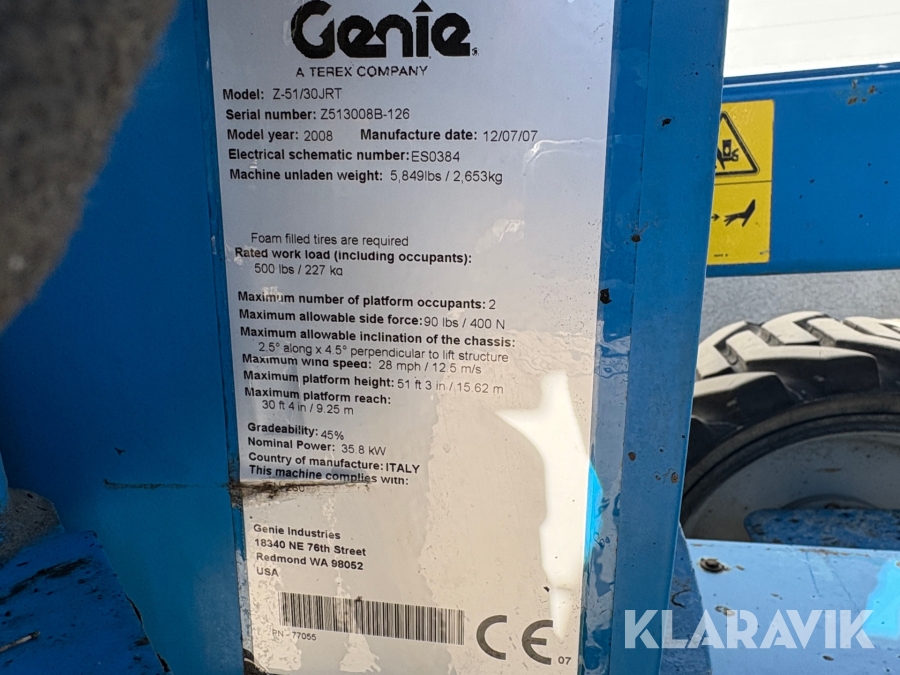 Genie
A TEREX COMPANY
Model: Z-51/30JRT
Serial number: Z513008B-126
Model year: 2008 Manufacture date: 12/07/07
Electrical schematic number: ES0384
Machine unladen weight: 5,849lbs / 2,653kg
Foam filled tires are required
Rated work load (including occupants):
500 lbs / 227 kg
Maximum number of platform occupants: 2
Maximum allowable side force: 90 lbs / 400 N
Maximum allowable inclination of the chassis:
2.5° along x 4.5° perpendicular to lift structure
Maximum wind speed: 28 mph / 12.5 m/s
Maximum platform height: 51 ft 3 in / 15.62 m
Maximum platform reach:
30 ft 4 in / 9.25 m
Gradeability: 45%
Nominal Power: 35.8 kW
Country of manufacture: ITALY
This machine complies with:
Genie Industries
18340 NE 76th Street
Redmond WA 98052
USA
PN - 77055
CE 07
KLARAVIK